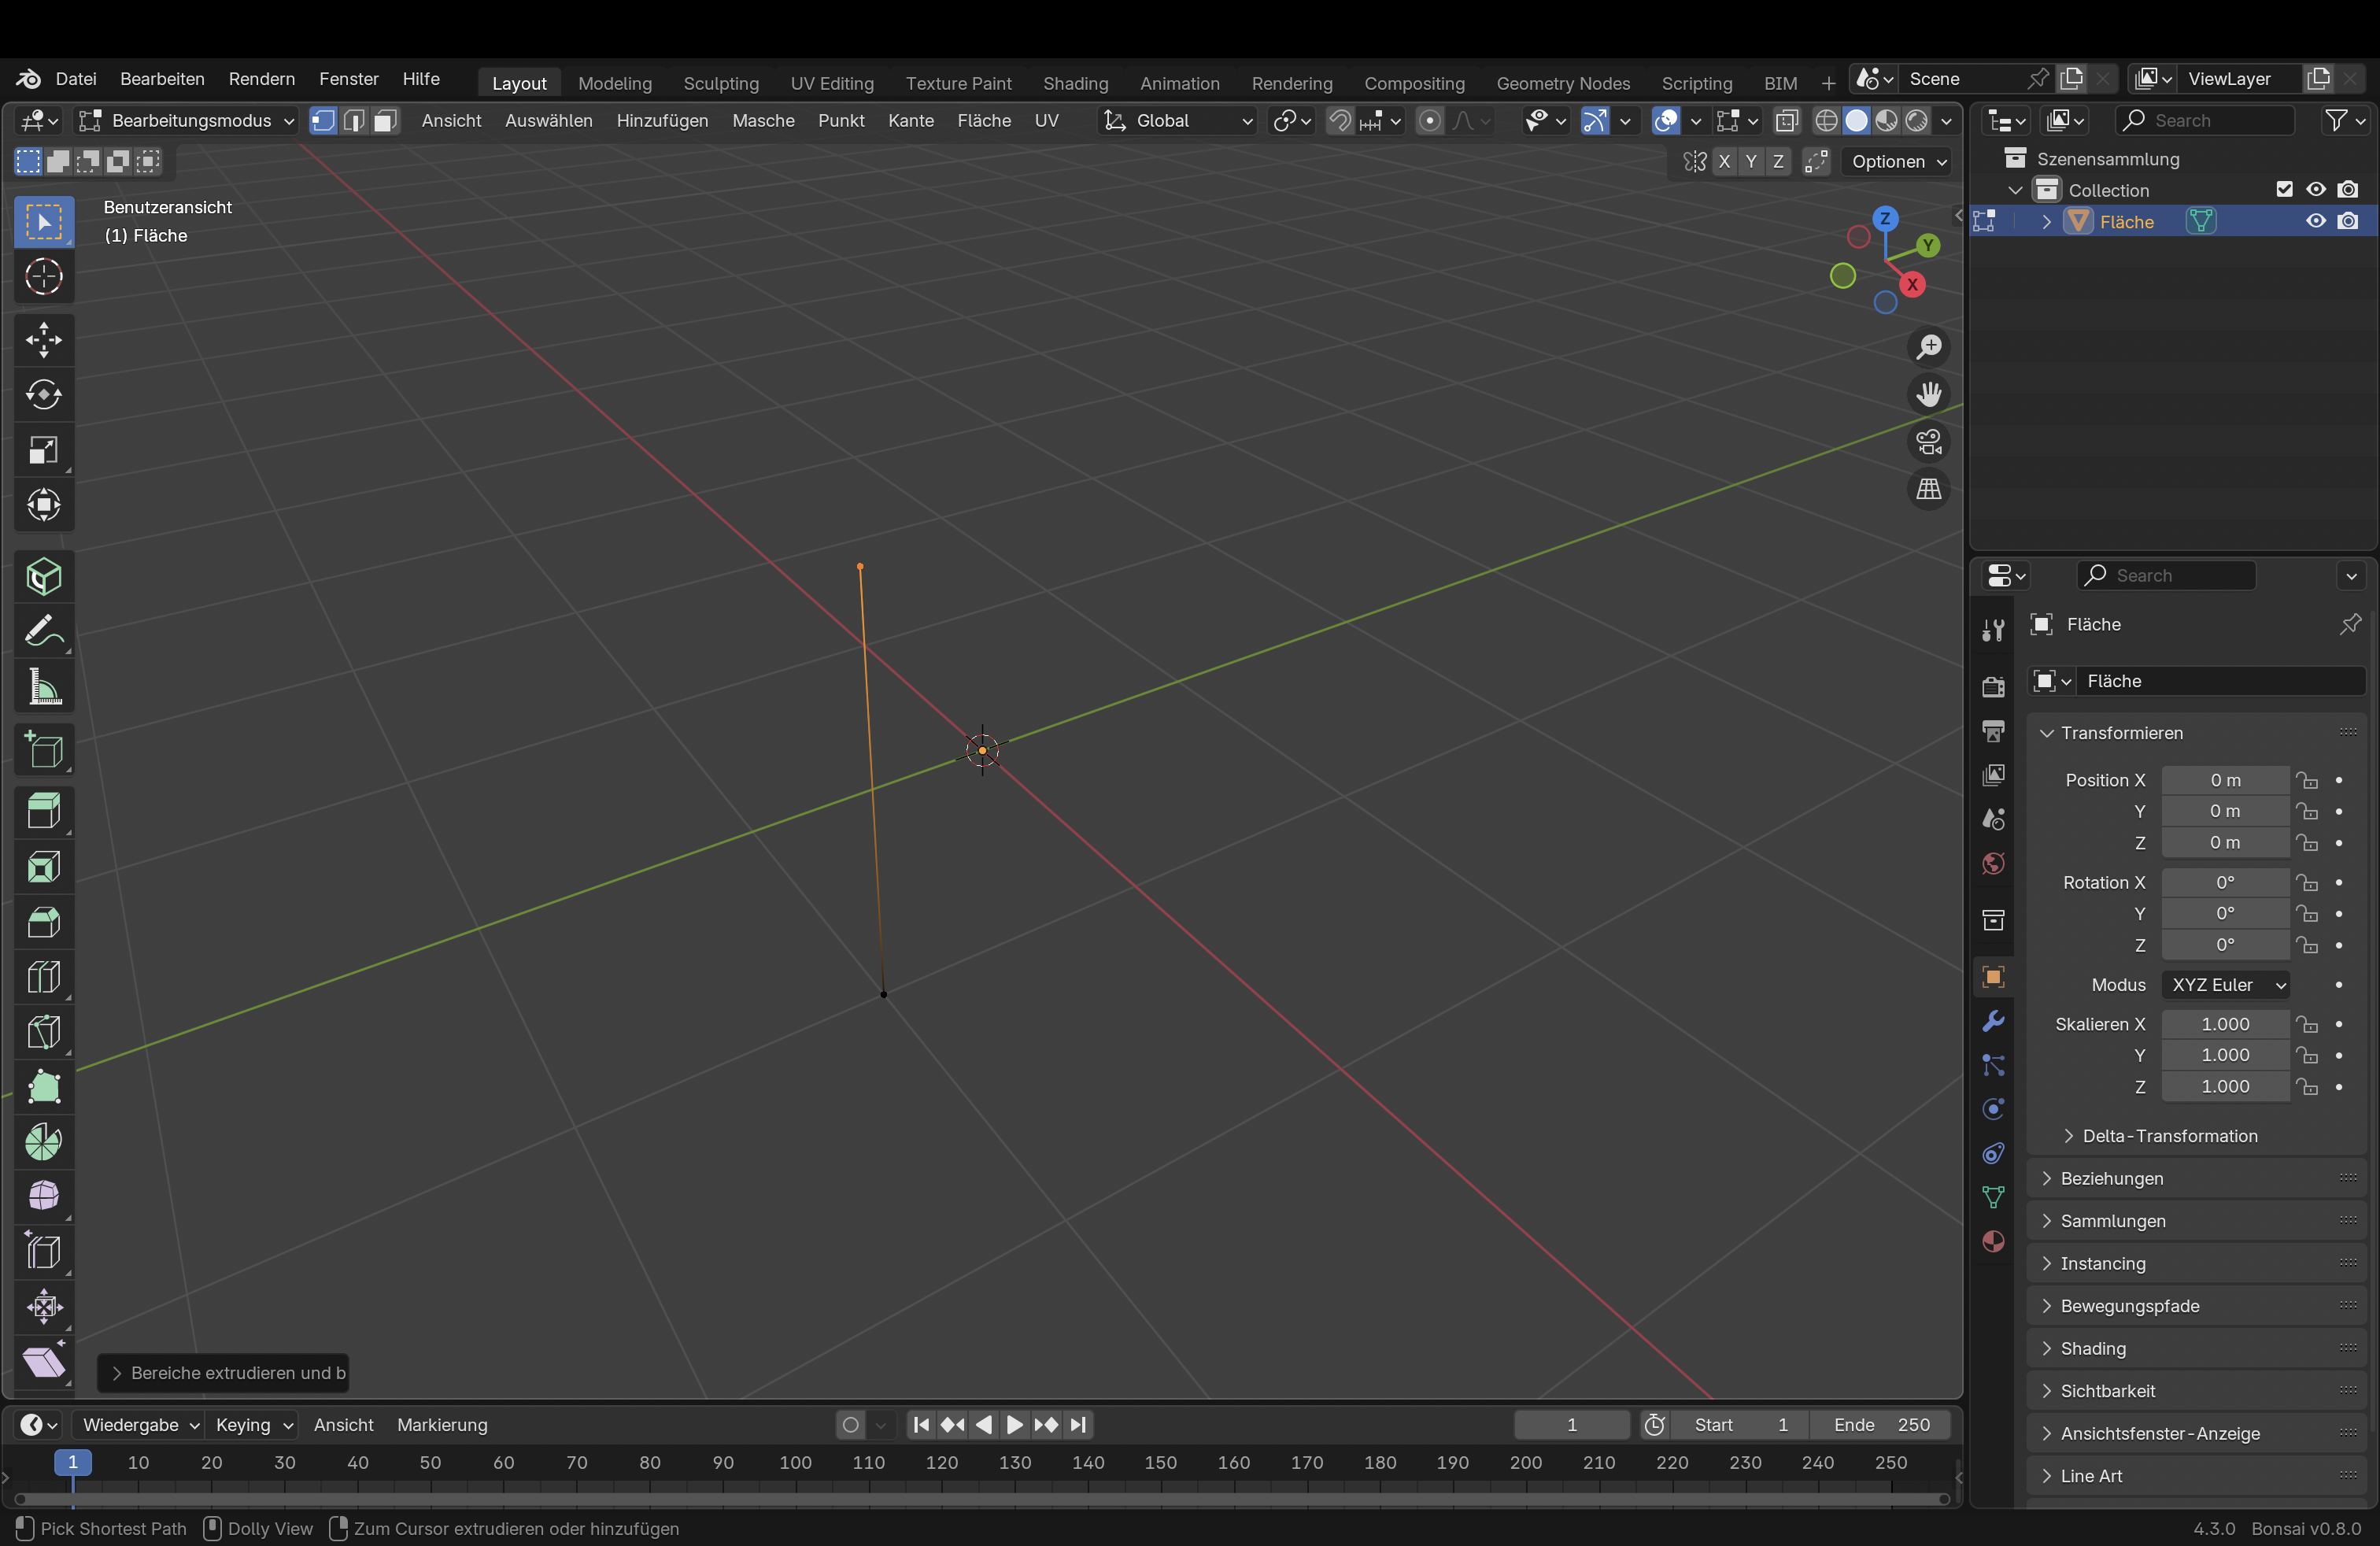 Datei Bearbeiten Rendern Fenster Hilfe Layout Modeling Sculpting UV Editing Texture Paint Shading Animation Rendering Compositing Geometry Nodes Scripting BIM + Scene ViewLayer
Bearbeitungsmodus Ansicht Auswählen Hinzufügen Masche Punkt Kante Fläche UV Global Search
X Y Z Optionen
Szenensammlung
Collection
Fläche
Benutzeransicht
(1) Fläche
Z
Y
X
Search
Fläche
Fläche
Transformieren
Position X 0 m
Y 0 m
Z 0 m
Rotation X 0°
Y 0°
Z 0°
Modus XYZ Euler
Skalieren X 1.000
Y 1.000
Z 1.000
Delta-Transformation
Beziehungen
Sammlungen
Instancing
Bewegungspfade
Shading
Sichtbarkeit
Ansichtsfenster-Anzeige
Line Art
Bereiche extrudieren und b
Wiedergabe Keying Ansicht Markierung 1 Start 1 Ende 250
1 10 20 30 40 50 60 70 80 90 100 110 120 130 140 150 160 170 180 190 200 210 220 230 240 250
Pick Shortest Path Dolly View Zum Cursor extrudieren oder hinzufügen 4.3.0 Bonsai v0.8.0